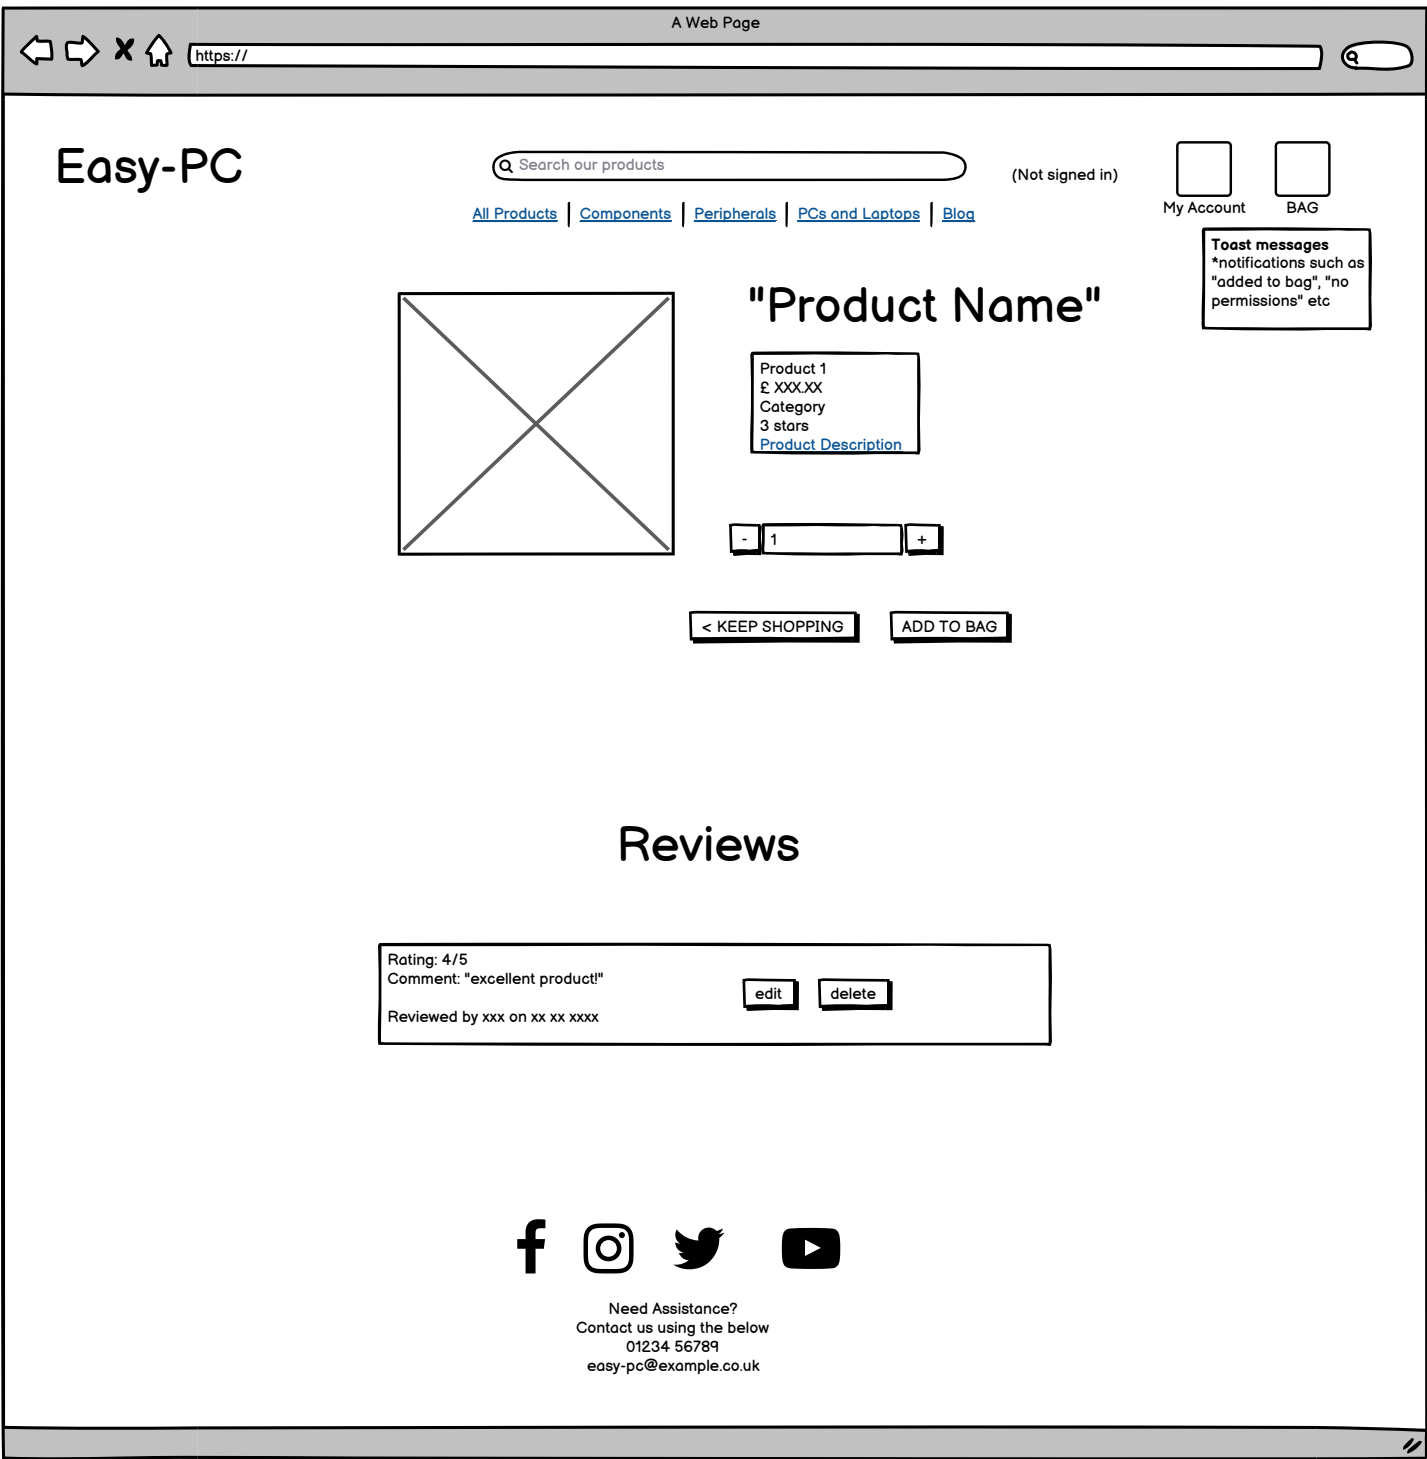 A Web Page
https://
Easy-PC
Search our products
(Not signed in)
My Account
BAG
All Products
Components
Peripherals
PCs and Laptops
Blog
Toast messages
*notifications such as
"added to bag", "no
permissions" etc
"Product Name"
Product 1
£ XXX.XX
Category
3 stars
Product Description
- 1 +
< KEEP SHOPPING
ADD TO BAG
Reviews
Rating: 4/5
Comment: "excellent product!"
Reviewed by xxx on xx xx xxxx
edit
delete
Need Assistance?
Contact us using the below
01234 56789
easy-pc@example.co.uk